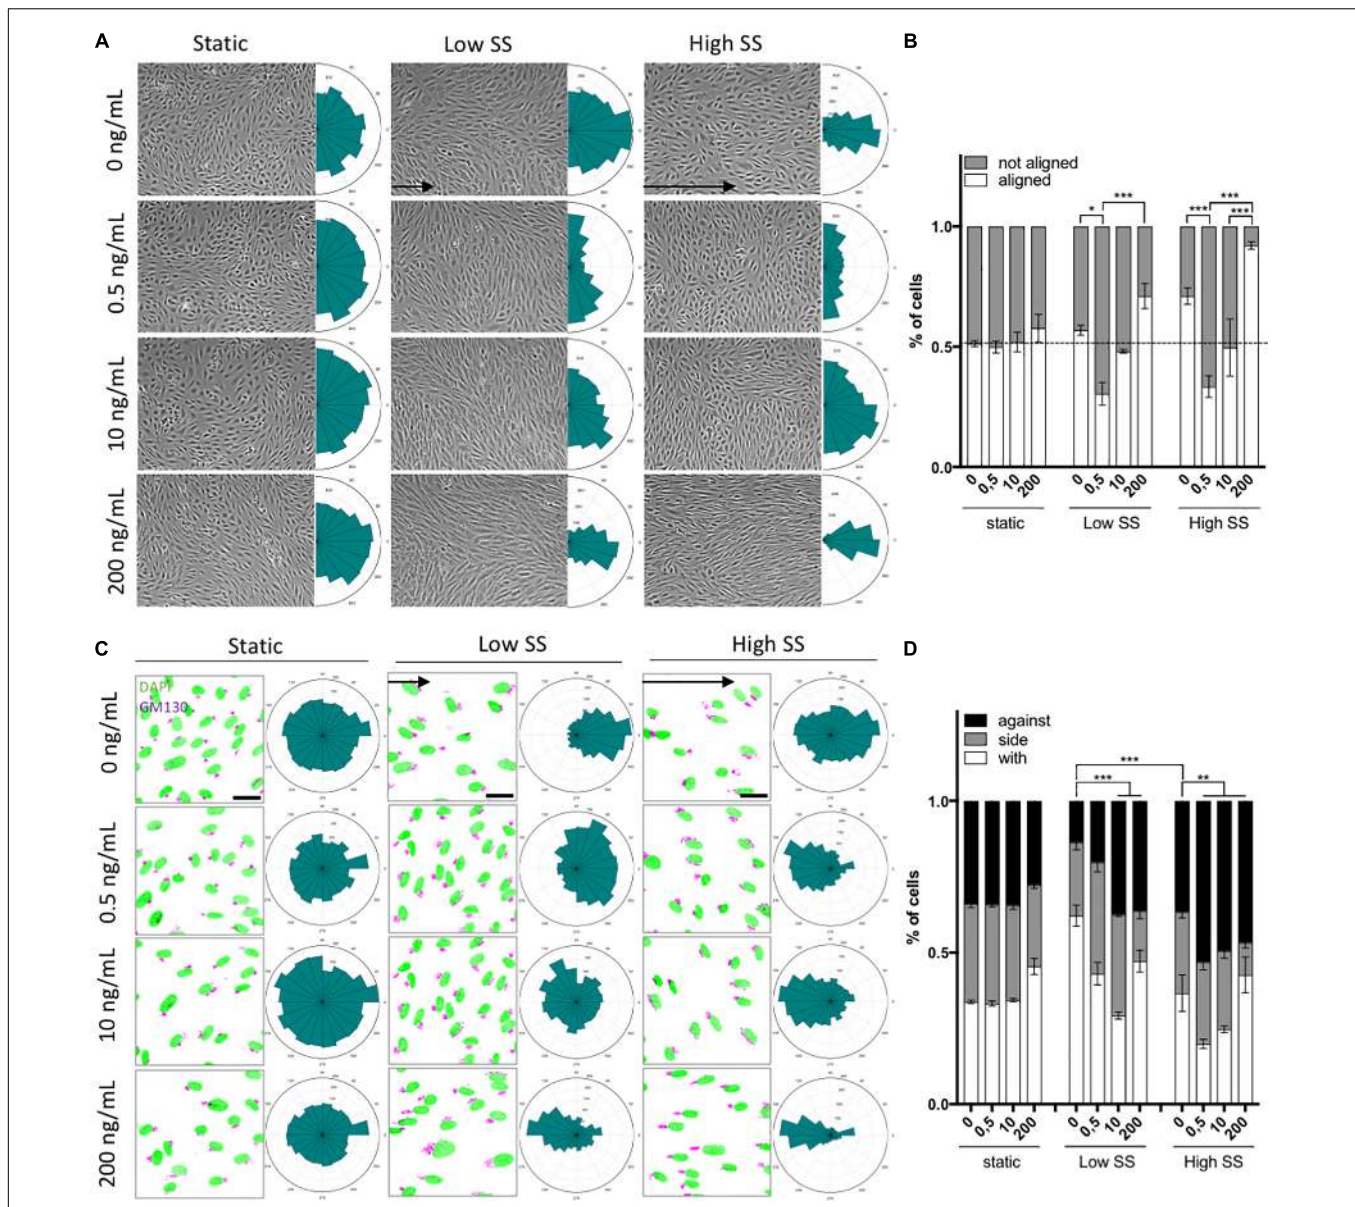 A
Static
Low SS
High SS
0 ng/mL
0.5 ng/mL
10 ng/mL
200 ng/mL
B
not aligned
aligned
* *** *** *** ***
% of cells
1.0
0.5
0.0
0 0,5 10 200 0 0,5 10 200 0 0,5 10 200
static Low SS High SS
C
Static
Low SS
High SS
DAPI
GM130
0 ng/mL
0.5 ng/mL
10 ng/mL
200 ng/mL
D
against
side
with
***
*** **
% of cells
1.0
0.5
0.0
0 0,5 10 200 0 0,5 10 200 0 0,5 10 200
static Low SS High SS